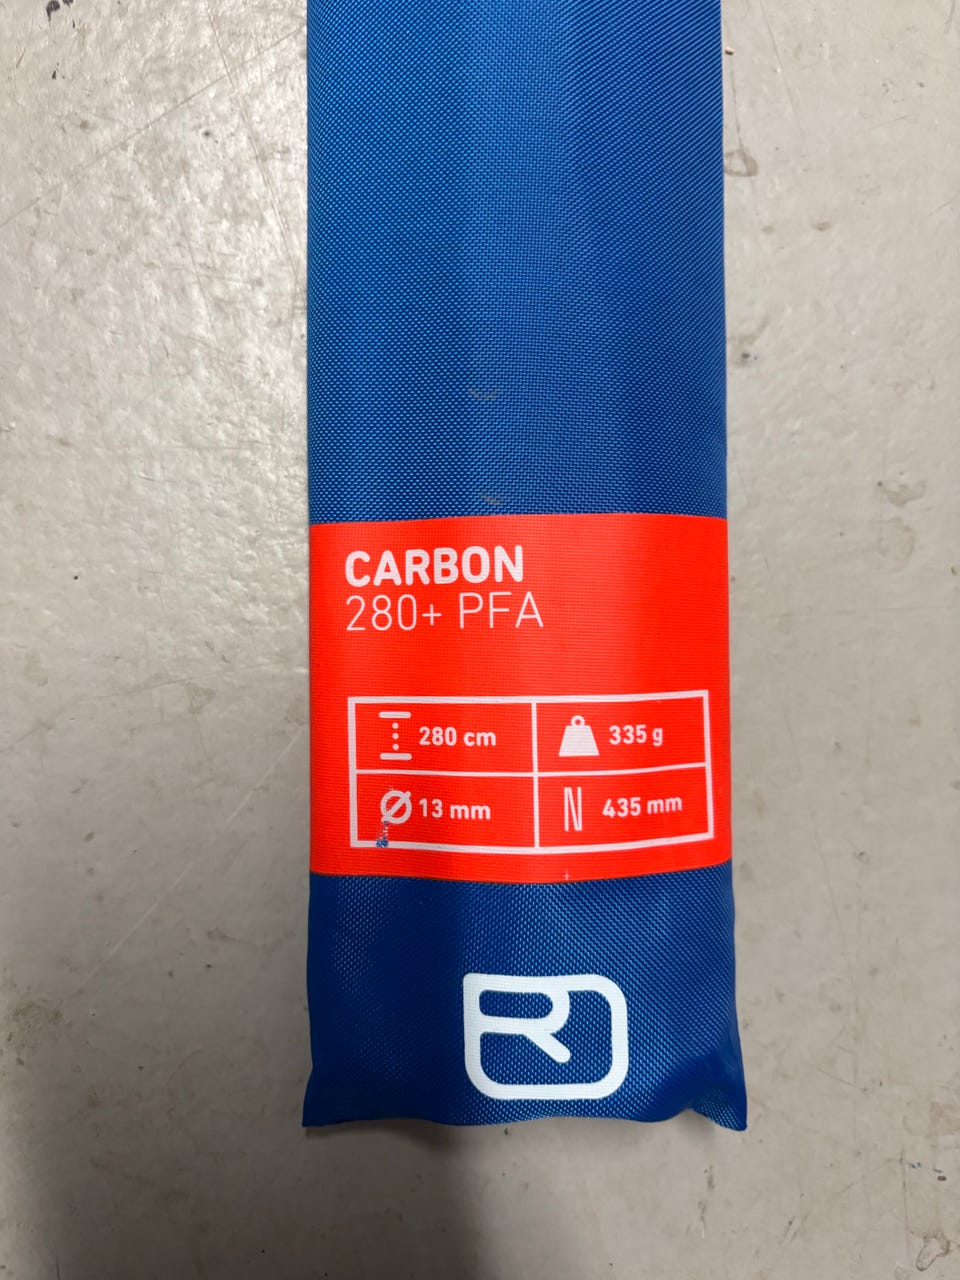 CARBON
280+ PFA
280 cm
335 g
Ø 13 mm
435 mm